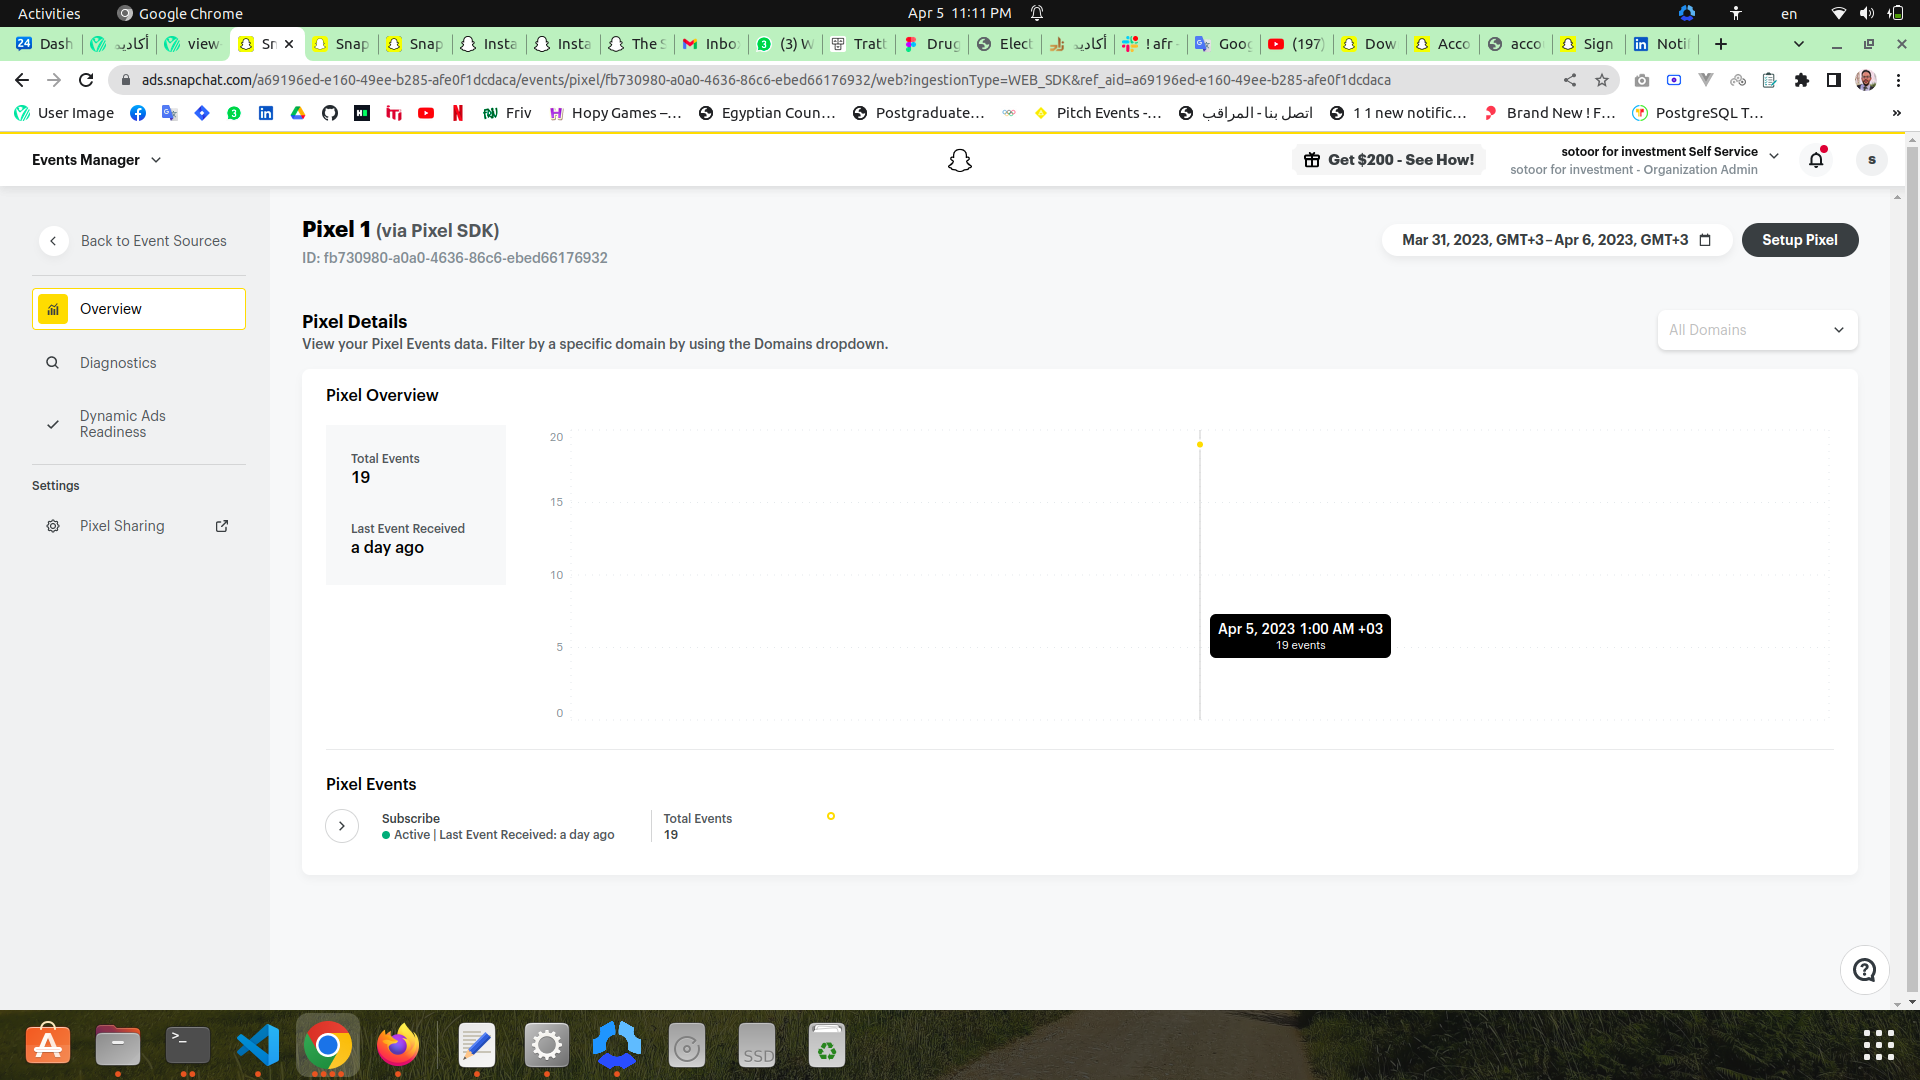 Activities
Google Chrome
Apr 5 11:11 PM
en
24
Dash
أكاديم
view
Sn
Snap
Snap
Insta
Insta
The S
Inbo
3
(3) W
Tratt
Drug
Elect
أكاديم
! afr
Goog
(197)
Dow
Acco
acco
Sign
Notif
ads.snapchat.com/a69196ed-e160-49ee-b285-afe0f1dcdaca/events/pixel/fb730980-a0a0-4636-86c6-ebed66176932/web?ingestionType=WEB_SDK&ref_aid=a69196ed-e160-49ee-b285-afe0f1dcdaca
User Image
3
Friv
Hopy Games –...
Egyptian Coun...
Postgraduate...
Pitch Events -...
اتصل بنا - المراقب
1 1 new notific...
Brand New ! F...
PostgreSQL T...
»
Events Manager
Get $200 - See How!
sotoor for investment Self Service
sotoor for investment - Organization Admin
s
Back to Event Sources
Overview
Diagnostics
Dynamic Ads
Readiness
Settings
Pixel Sharing
Pixel 1 (via Pixel SDK)
ID: fb730980-a0a0-4636-86c6-ebed66176932
Mar 31, 2023, GMT+3 – Apr 6, 2023, GMT+3
Setup Pixel
Pixel Details
View your Pixel Events data. Filter by a specific domain by using the Domains dropdown.
All Domains
Pixel Overview
Total Events
19
Last Event Received
a day ago
20
15
10
5
0
Apr 5, 2023 1:00 AM +03
19 events
Pixel Events
Subscribe
Active | Last Event Received: a day ago
Total Events
19
SSD